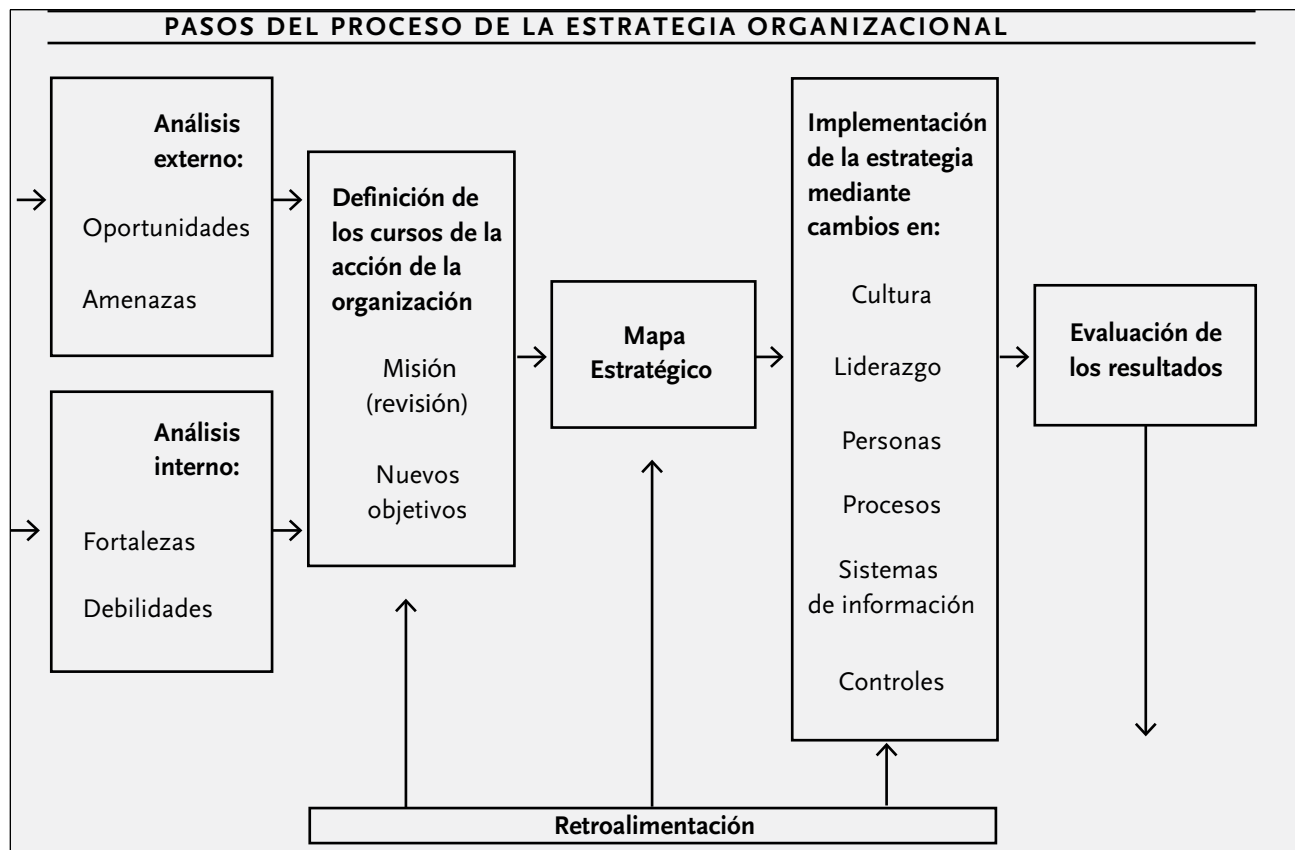 PASOS DEL PROCESO DE LA ESTRATEGIA ORGANIZACIONAL
Análisis
externo:
Oportunidades
Amenazas
Análisis
interno:
Fortalezas
Debilidades
Definición de
los cursos de la
acción de la
organización
Misión
(revisión)
Nuevos
objetivos
Mapa
Estratégico
Implementación
de la estrategia
mediante
cambios en:
Cultura
Liderazgo
Personas
Procesos
Sistemas
de información
Controles
Evaluación de
los resultados
Retroalimentación